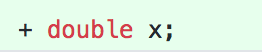 + double x;